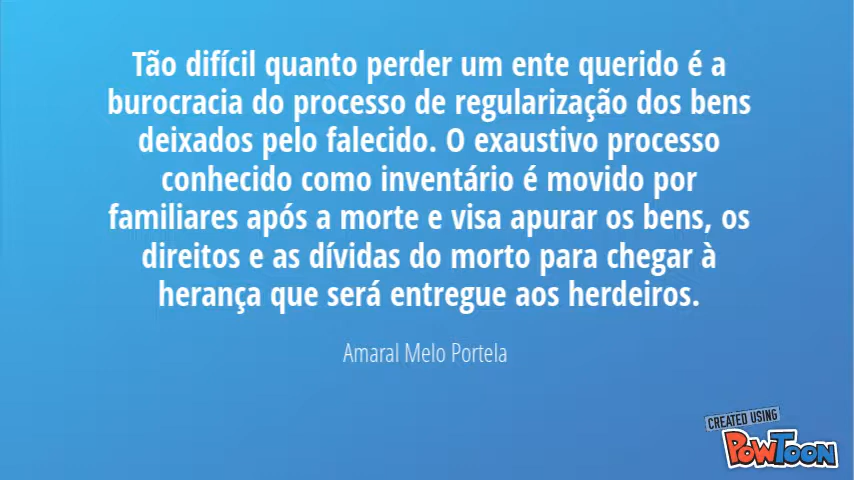 Tão difícil quanto perder um ente querido é a
burocracia do processo de regularização dos bens
deixados pelo falecido. O exaustivo processo
conhecido como inventário é movido por
familiares após a morte e visa apurar os bens, os
direitos e as dívidas do morto para chegar à
herança que será entregue aos herdeiros.
Amaral Melo Portela
CREATED USING
POWTOON